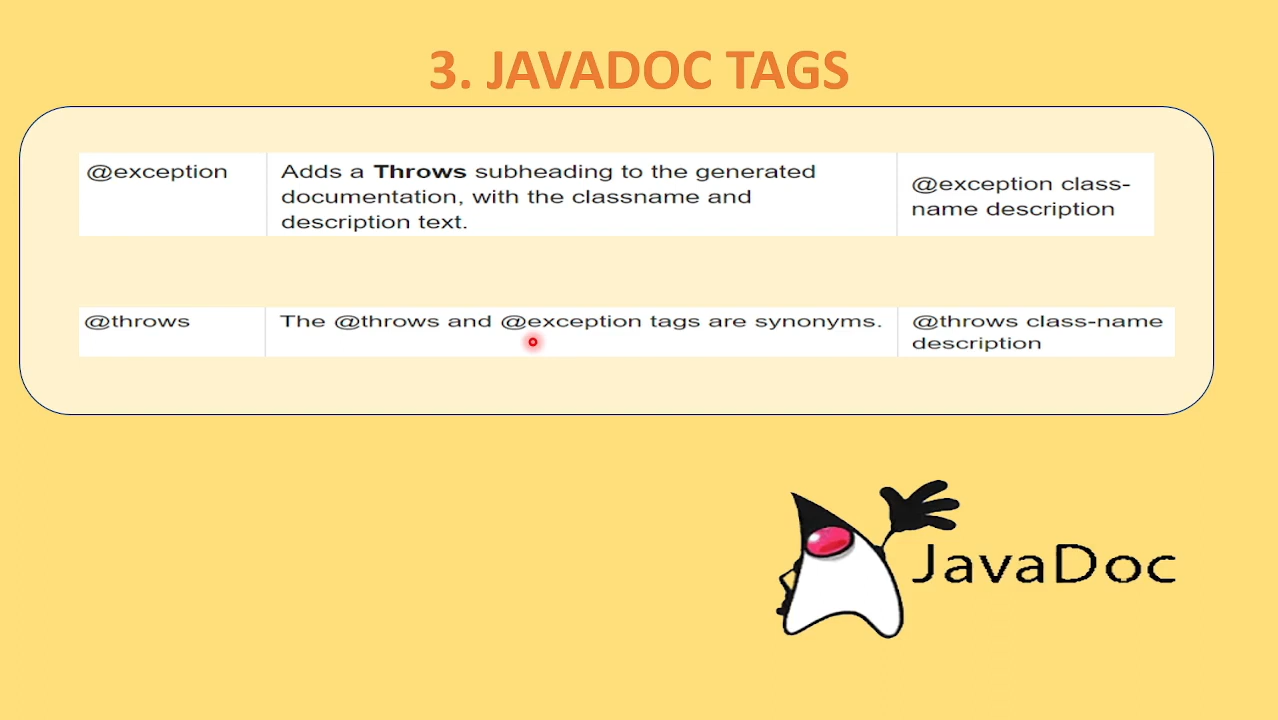 3. JAVADOC TAGS
@exception
Adds a Throws subheading to the generated
documentation, with the classname and
description text.
@exception class-
name description
@throws
The @throws and @exception tags are synonyms.
@throws class-name
description
JavaDoc